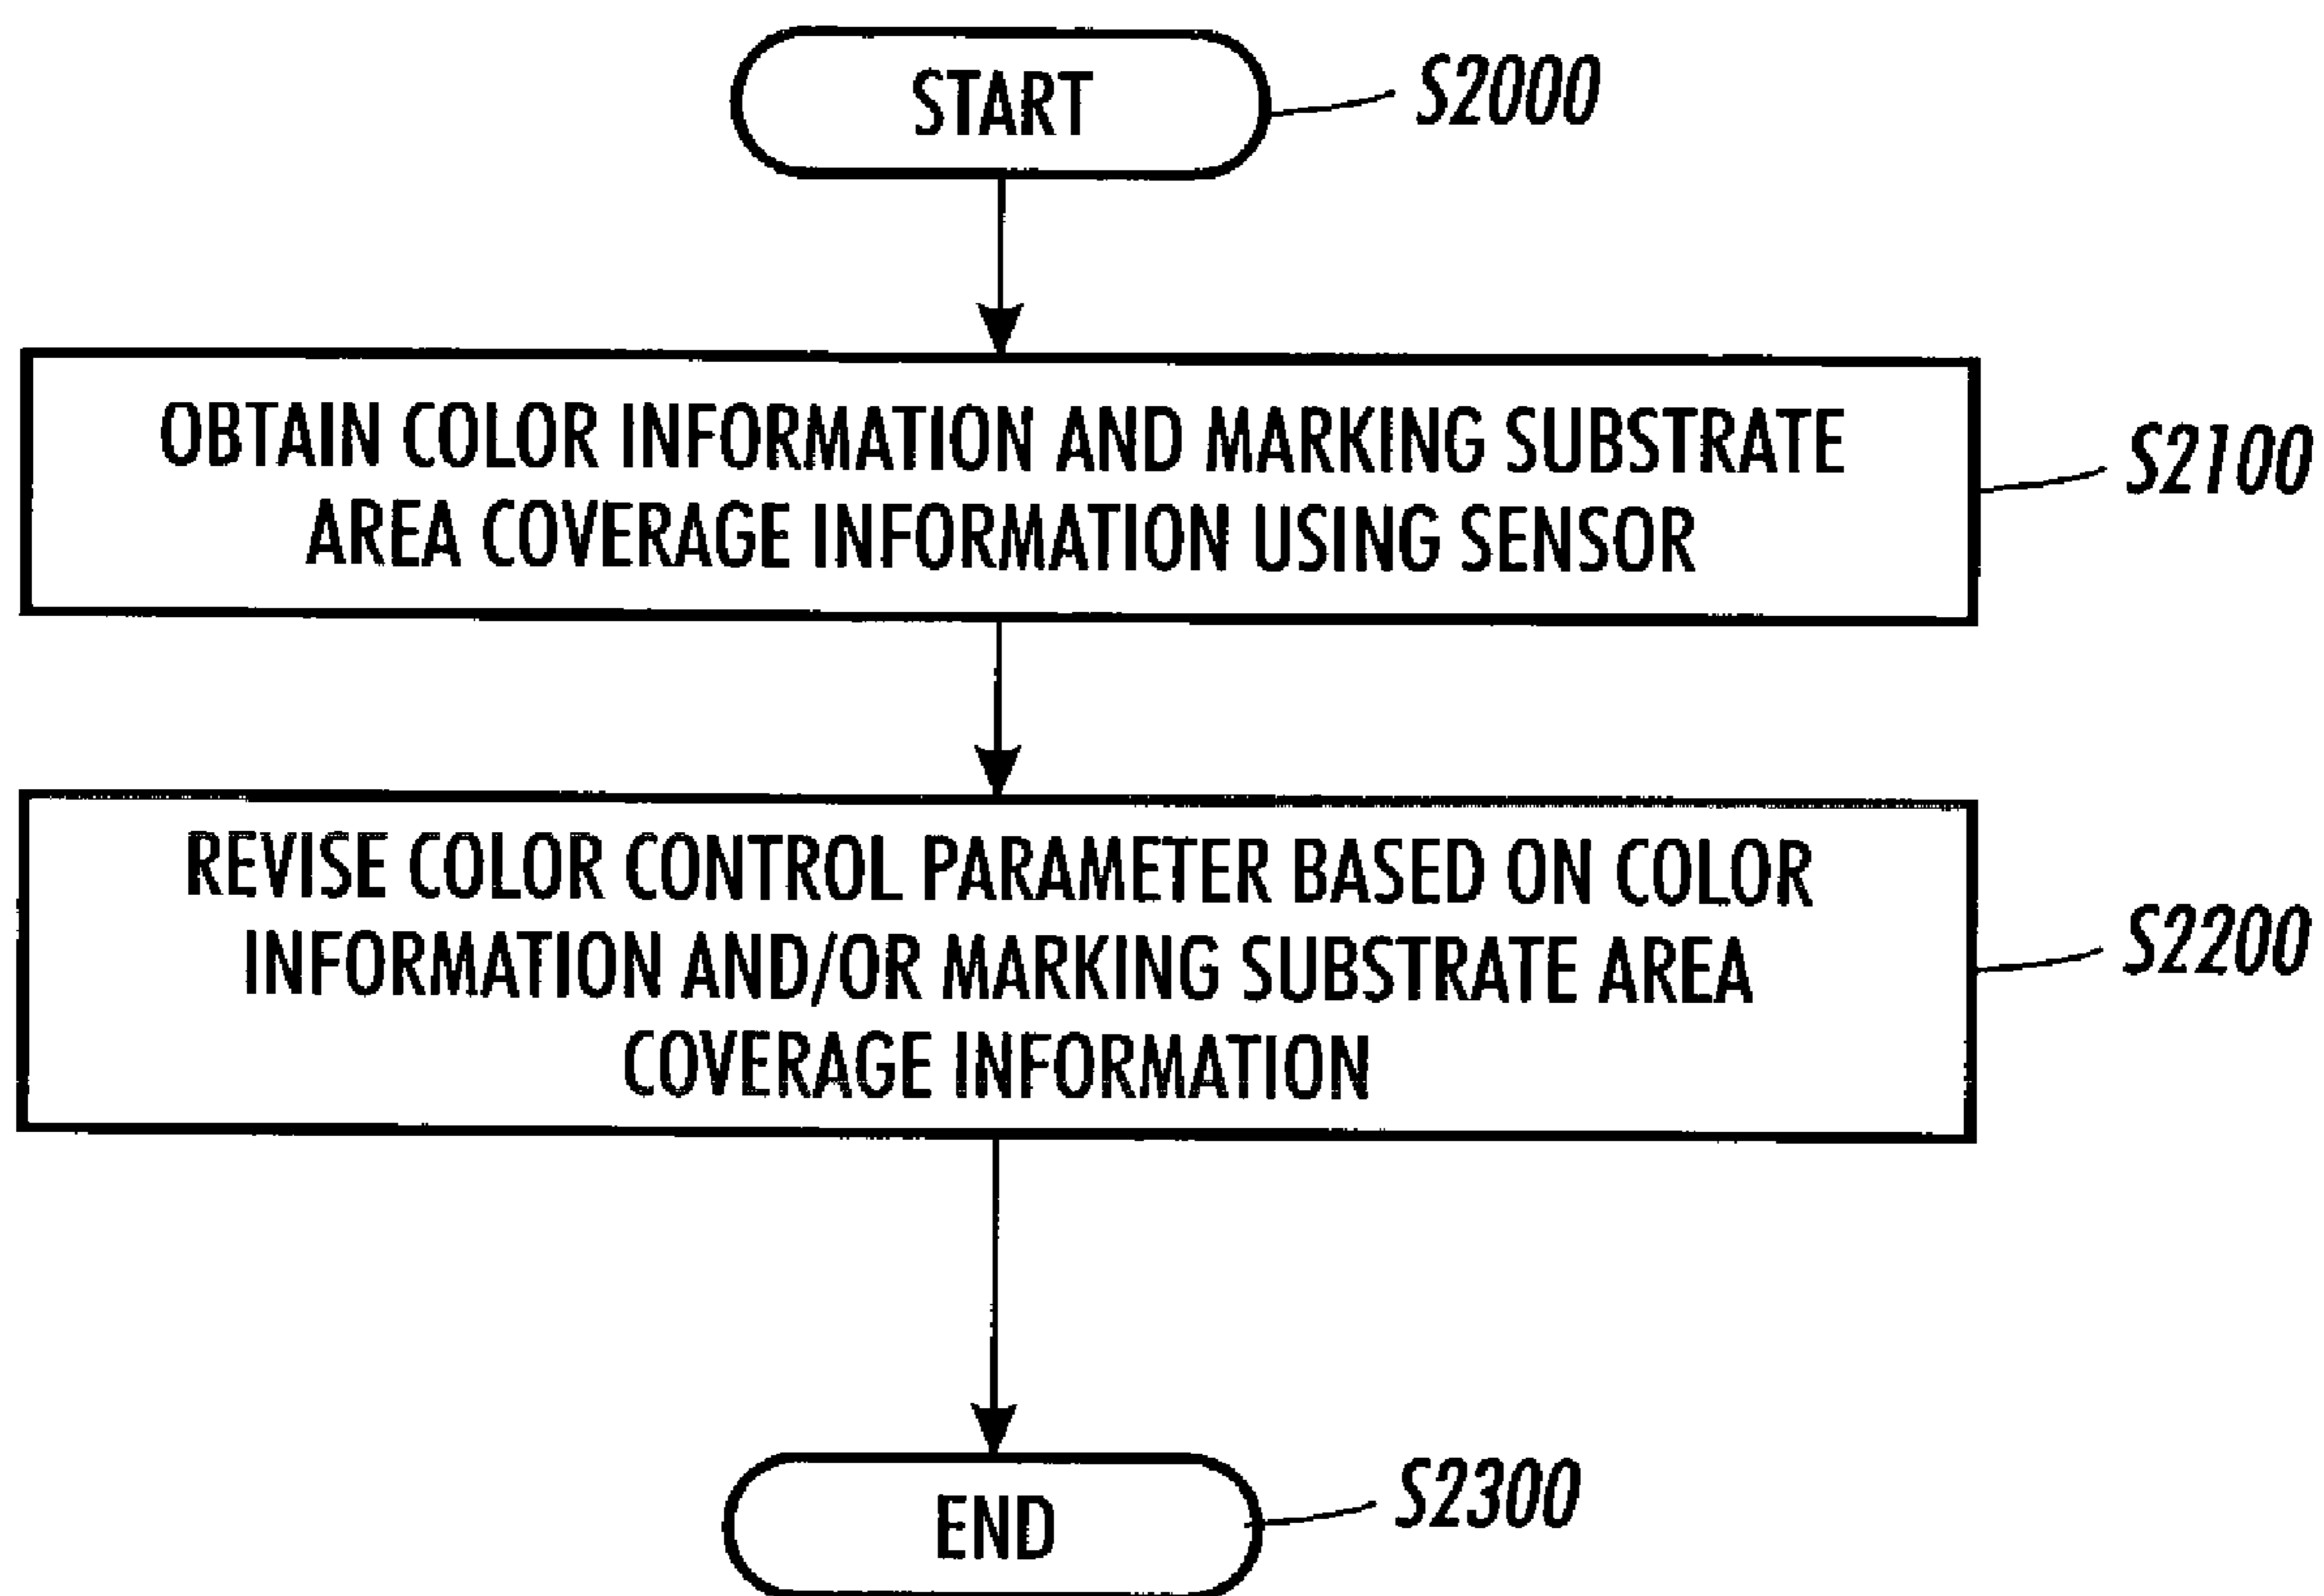 START
S2000
OBTAIN COLOR INFORMATION AND MARKING SUBSTRATE
AREA COVERAGE INFORMATION USING SENSOR
S2100
REVISE COLOR CONTROL PARAMETER BASED ON COLOR
INFORMATION AND/OR MARKING SUBSTRATE AREA
COVERAGE INFORMATION
S2200
END
S2300